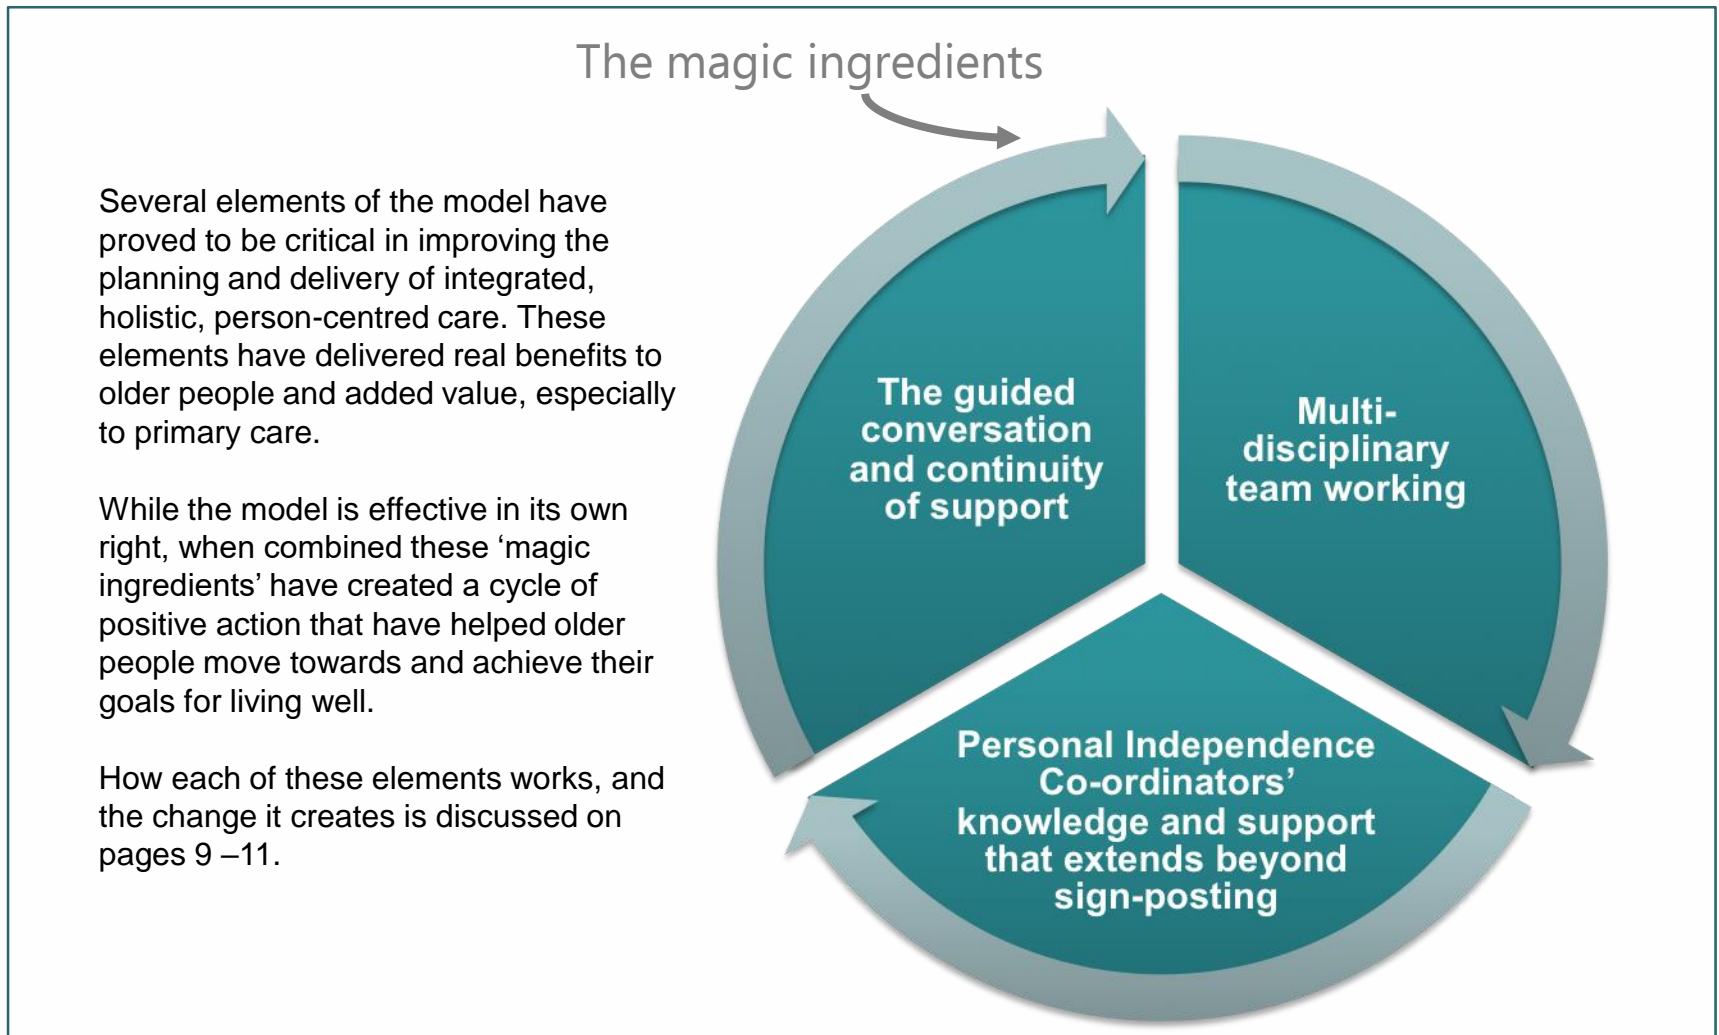 The magic ingredients
Several elements of the model have
proved to be critical in improving the
planning and delivery of integrated,
holistic, person-centred care. These
elements have delivered real benefits to
older people and added value, especially
to primary care.
While the model is effective in its own
right, when combined these ‘magic
ingredients’ have created a cycle of
positive action that have helped older
people move towards and achieve their
goals for living well.
How each of these elements works, and
the change it creates is discussed on
pages 9 –11.
The guided
conversation
and continuity
of support
Multi-
disciplinary
team working
Personal Independence
Co-ordinators’
knowledge and support
that extends beyond
sign-posting